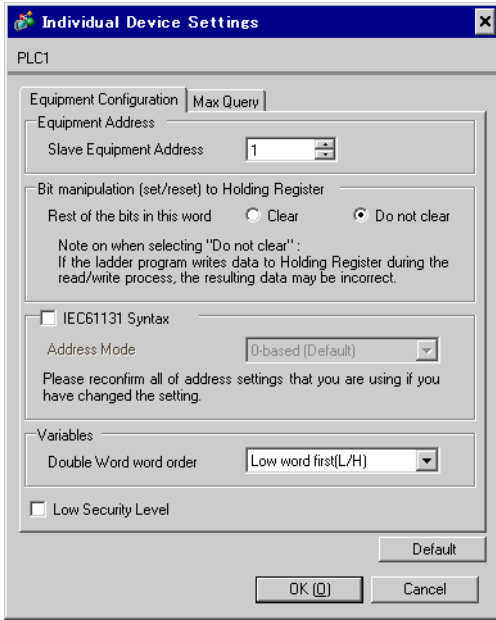 Individual Device Settings
PLC1
Equipment Configuration
Max Query
Equipment Address
Slave Equipment Address
1
Bit manipulation (set/reset) to Holding Register
Rest of the bits in this word
Clear
Do not clear
Note on when selecting "Do not clear" :
If the ladder program writes data to Holding Register during the
read/write process, the resulting data may be incorrect.
IEC61131 Syntax
Address Mode
0-based (Default)
Please reconfirm all of address settings that you are using if you
have changed the setting.
Variables
Double Word word order
Low word first(L/H)
Low Security Level
Default
OK (O)
Cancel